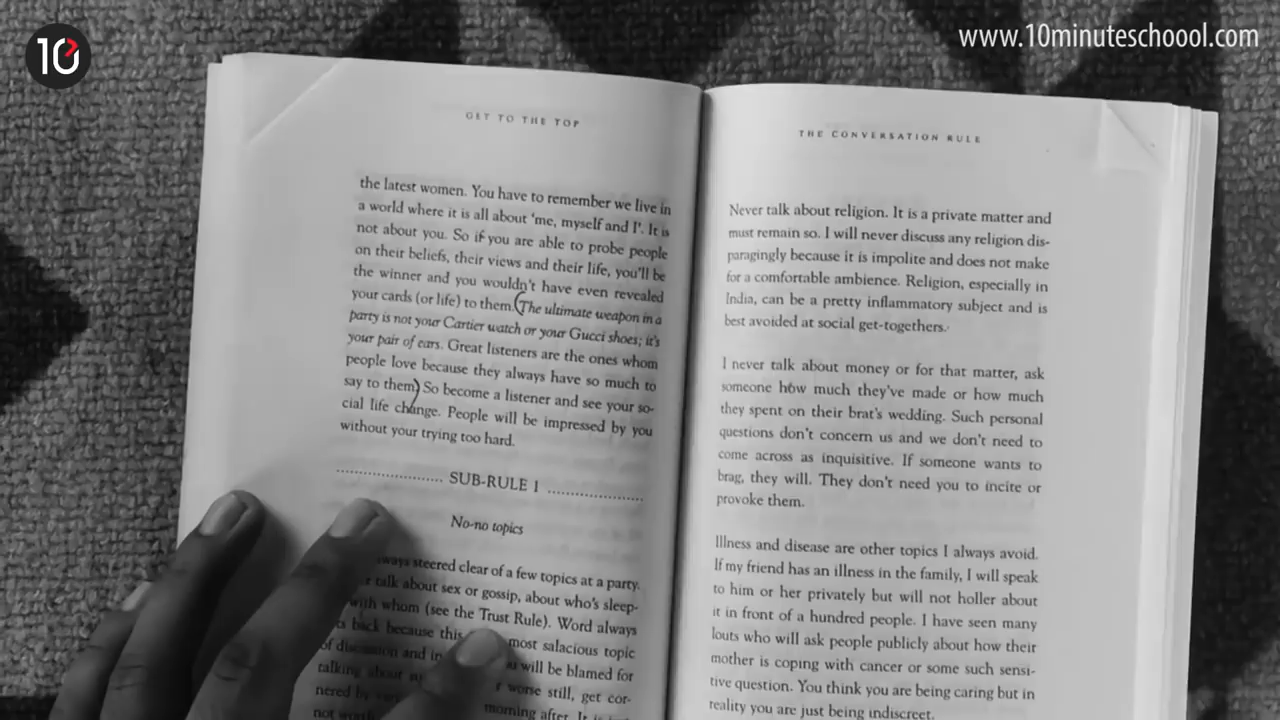 10
www.10minuteschoool.com
GET TO THE TOP
the latest women. You have to remember we live in
a world where it is all about 'me, myself and I'. It is
not about you. So if you are able to probe people
on their beliefs, their views and their life, you'll be
the winner and you wouldn't have even revealed
your cards (or life) to them. The ultimate weapon in a
party is not your Cartier watch or your Gucci shoes; it's
your pair of ears. Great listeners are the ones whom
people love because they always have so much to
say to them. So become a listener and see your so-
cial life change. People will be impressed by you
without your trying too hard.
SUB-RULE 1
No-no topics
steered clear of a few topics at a party.
talk about sex or gossip, about who's sleep-
with whom (see the Trust Rule). Word always
back because this most salacious topic
of discussion and will be blamed for
talking about worse still, get cor-
nered by
morning after. It is
THE CONVERSATION RULE
Never talk about religion. It is a private matter and
must remain so. I will never discuss any religion dis-
paragingly because it is impolite and does not make
for a comfortable ambience. Religion, especially in
India, can be a pretty inflammatory subject and is
best avoided at social get-togethers.
I never talk about money or for that matter, ask
someone how much they've made or how much
they spent on their brat's wedding. Such personal
questions don't concern us and we don't need to
come across as inquisitive. If someone wants to
brag, they will. They don't need you to incite or
provoke them.
Illness and disease are other topics I always avoid.
If my friend has an illness in the family, I will speak
to him or her privately but will not holler about
it in front of a hundred people. I have seen many
louts who will ask people publicly about how their
mother is coping with cancer or some such sensi-
tive question. You think you are being caring but in
reality you are just being indiscreet.